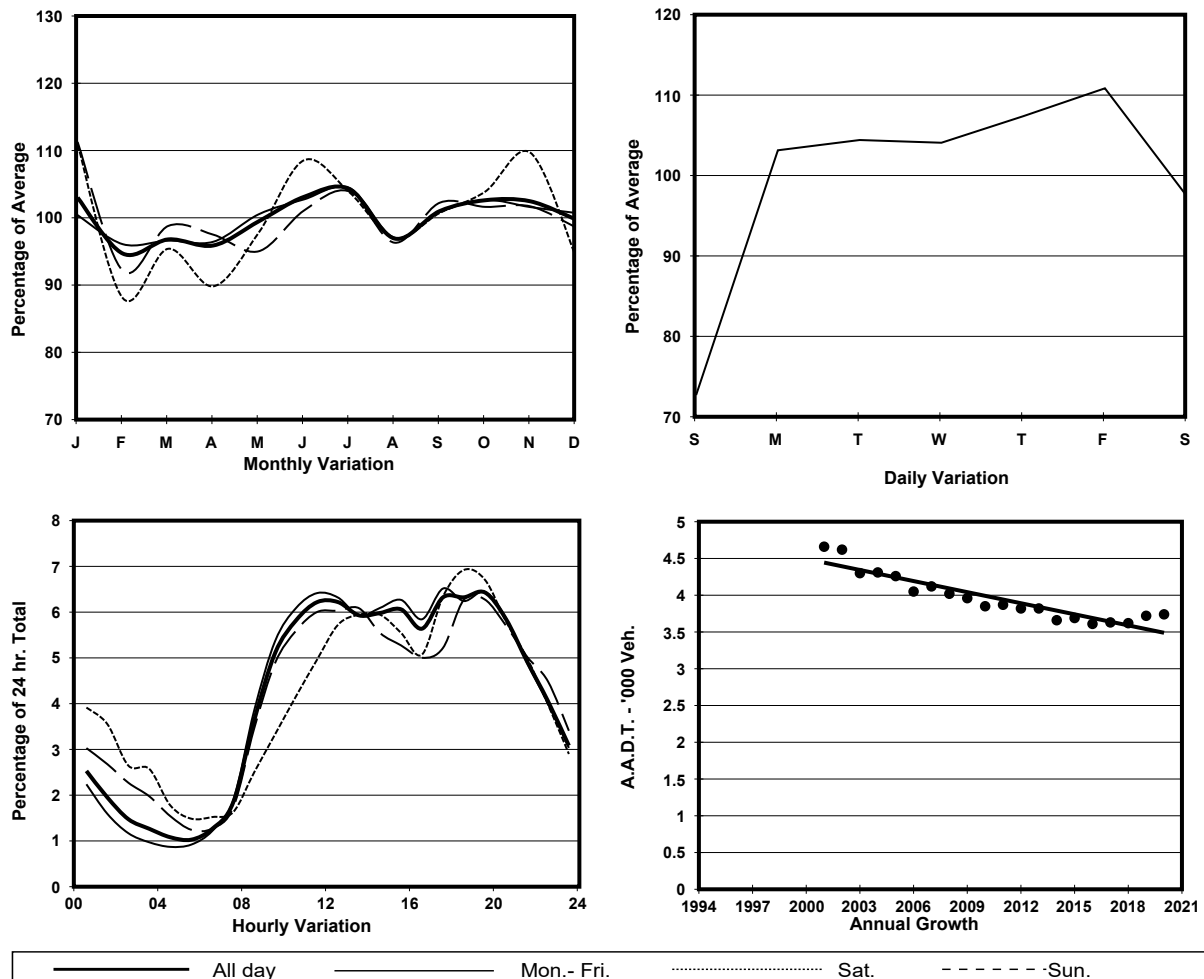 130
120
110
100
90
80
70
Percentage of Average
J F M A M J J A S O N D
Monthly Variation
120
110
100
90
80
70
Percentage of Average
S M T W T F S
Daily Variation
8
7
6
5
4
3
2
1
0
Percentage of 24 hr. Total
00 04 08 12 16 20 24
Hourly Variation
5
4.5
4
3.5
3
2.5
2
1.5
1
0.5
0
A.A.D.T. - '000 Veh.
1994 1997 2000 2003 2006 2009 2012 2015 2018 2021
Annual Growth
All day Mon.- Fri. Sat. Sun.